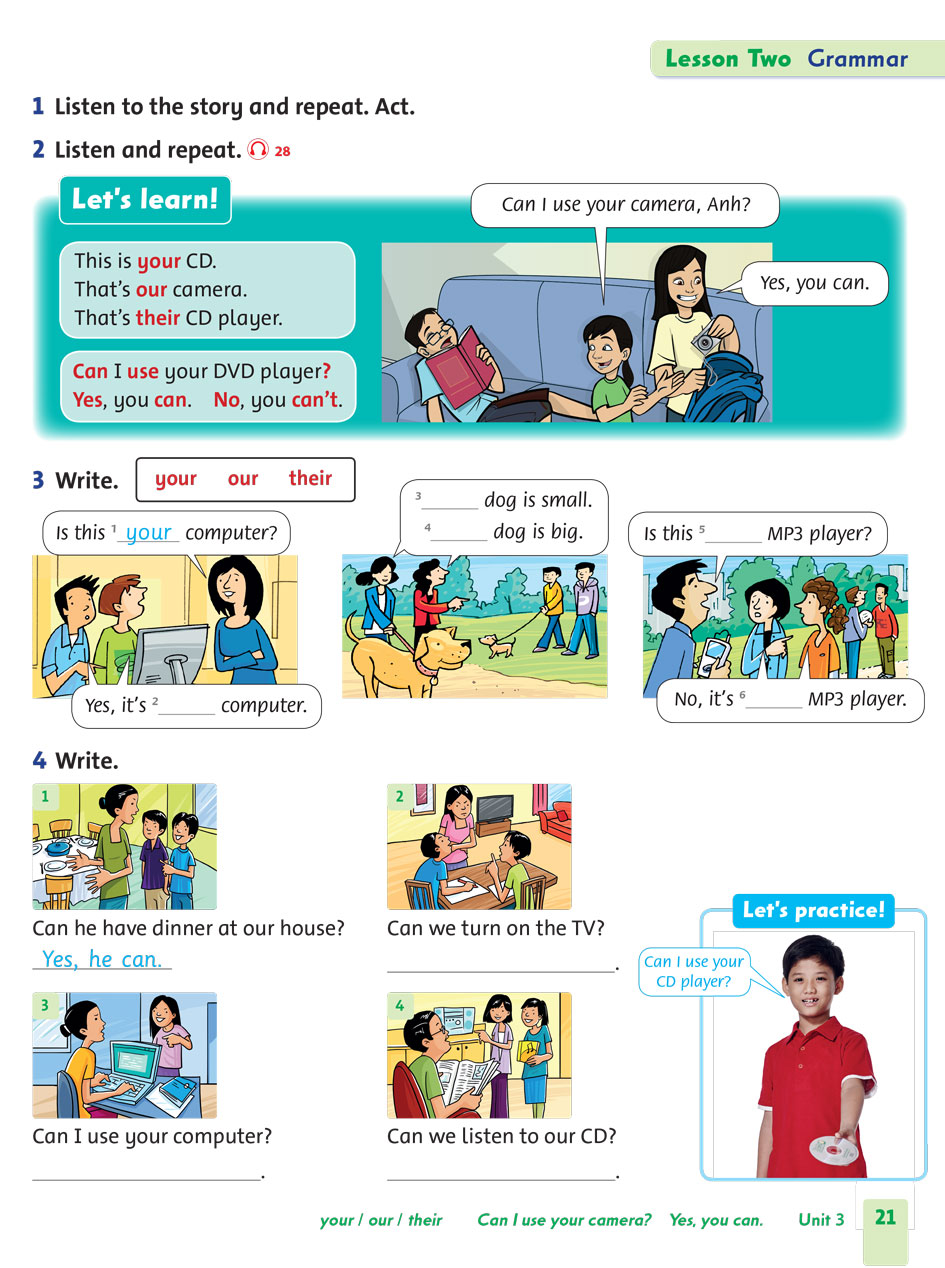 Lesson Two Grammar
1 Listen to the story and repeat. Act.
2 Listen and repeat. 28
Let's learn!
Can I use your camera, Anh?
Yes, you can.
This is your CD.
That's our camera.
That's their CD player.
Can I use your DVD player?
Yes, you can. No, you can't.
3 Write. your our their
Is this 1 your computer?
Yes, it's 2 ______ computer.
3 ______ dog is small.
4 ______ dog is big.
Is this 5 ______ MP3 player?
No, it's 6 ______ MP3 player.
4 Write.
1
Can he have dinner at our house?
Yes, he can.
2
Can we turn on the TV?
______________________.
3
Can I use your computer?
______________________.
4
Can we listen to our CD?
______________________.
Let's practice!
Can I use your
CD player?
your / our / their Can I use your camera? Yes, you can. Unit 3 21